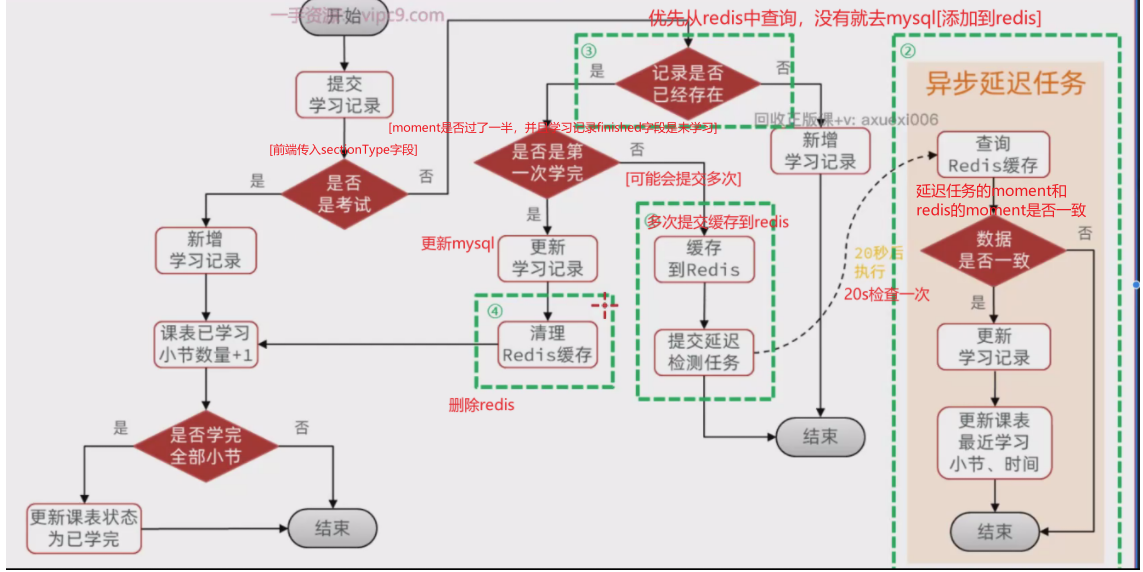 一手资源:vipc9.com
开始
优先从redis中查询，没有就去mysql[添加到redis]
提交
学习记录
[前端传入sectionType字段]
是否
是考试
是
否
新增
学习记录
课表已学习
小节数量+1
是否学完
全部小节
是
否
更新课表状态
为已学完
结束
③
记录是否
已经存在
是
否
[moment是否过了一半，并且学习记录finished字段是未学习]
是否是第
一次学完
是
否
[可能会提交多次]
更新mysql
更新
学习记录
④
清理
Redis缓存
删除redis
多次提交缓存到redis
缓存
到Redis
提交延迟
检测任务
回收正版课+v: axuexi006
新增
学习记录
结束
②
异步延迟任务
查询
Redis缓存
延迟任务的moment和
redis的moment是否一致
数据
是否一致
是
否
20秒后
执行
20s检查一次
更新
学习记录
更新课表
最近学习
小节、时间
结束